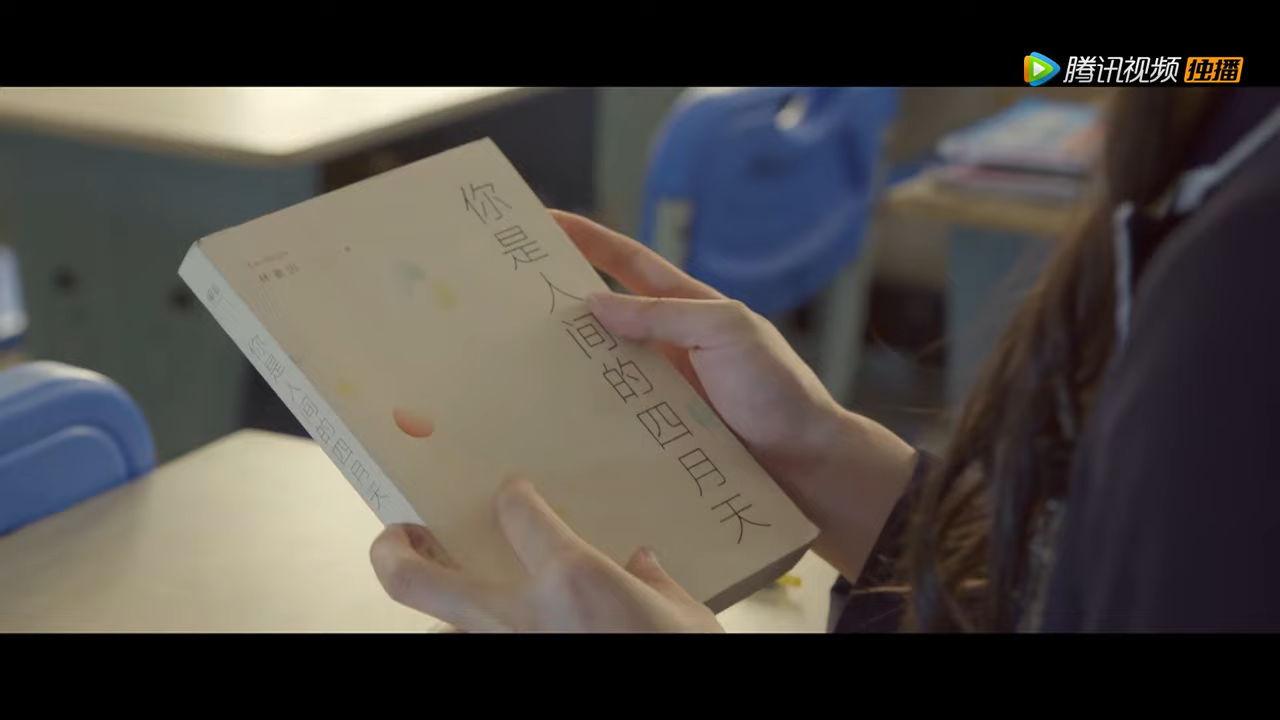 腾讯视频 独播
你是人间的四月天
林徽因
你是人间的四月天